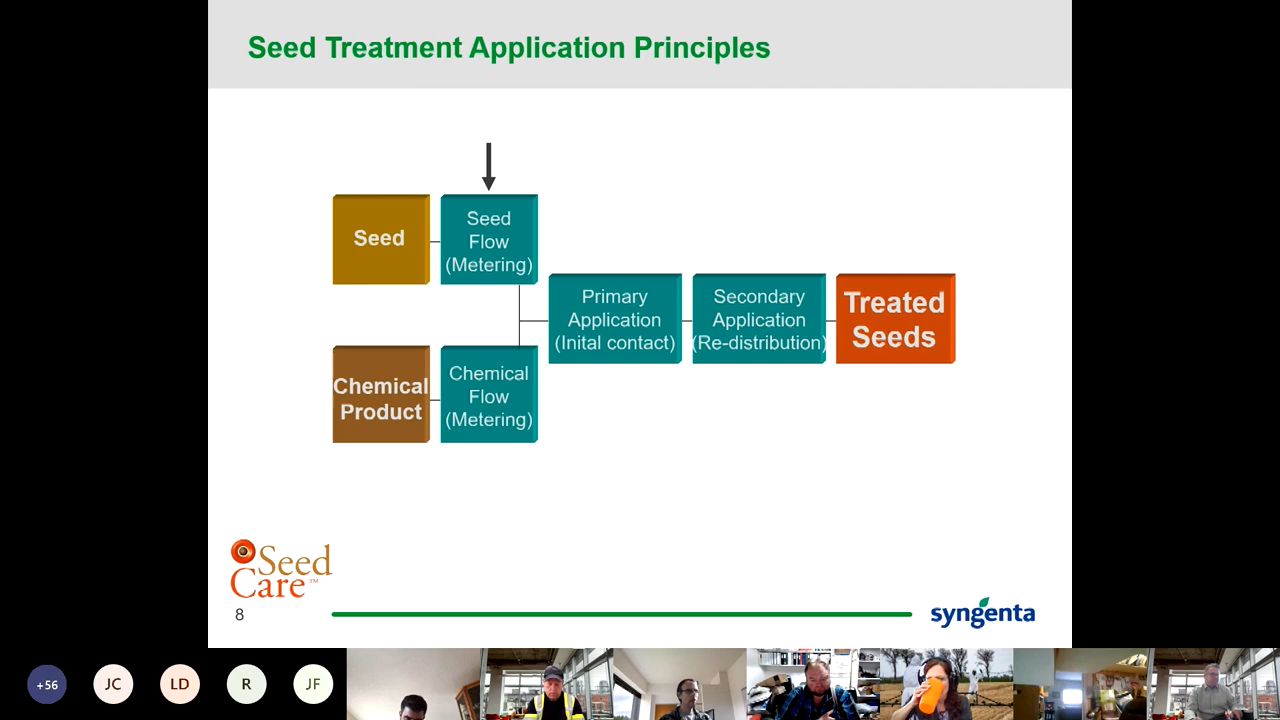 Seed Treatment Application Principles
Seed
Seed
Flow
(Metering)
Primary
Application
(Inital contact)
Secondary
Application
(Re-distribution)
Treated
Seeds
Chemical
Product
Chemical
Flow
(Metering)
Seed
Care™
8
syngenta
+56
JC
LD
R
JF